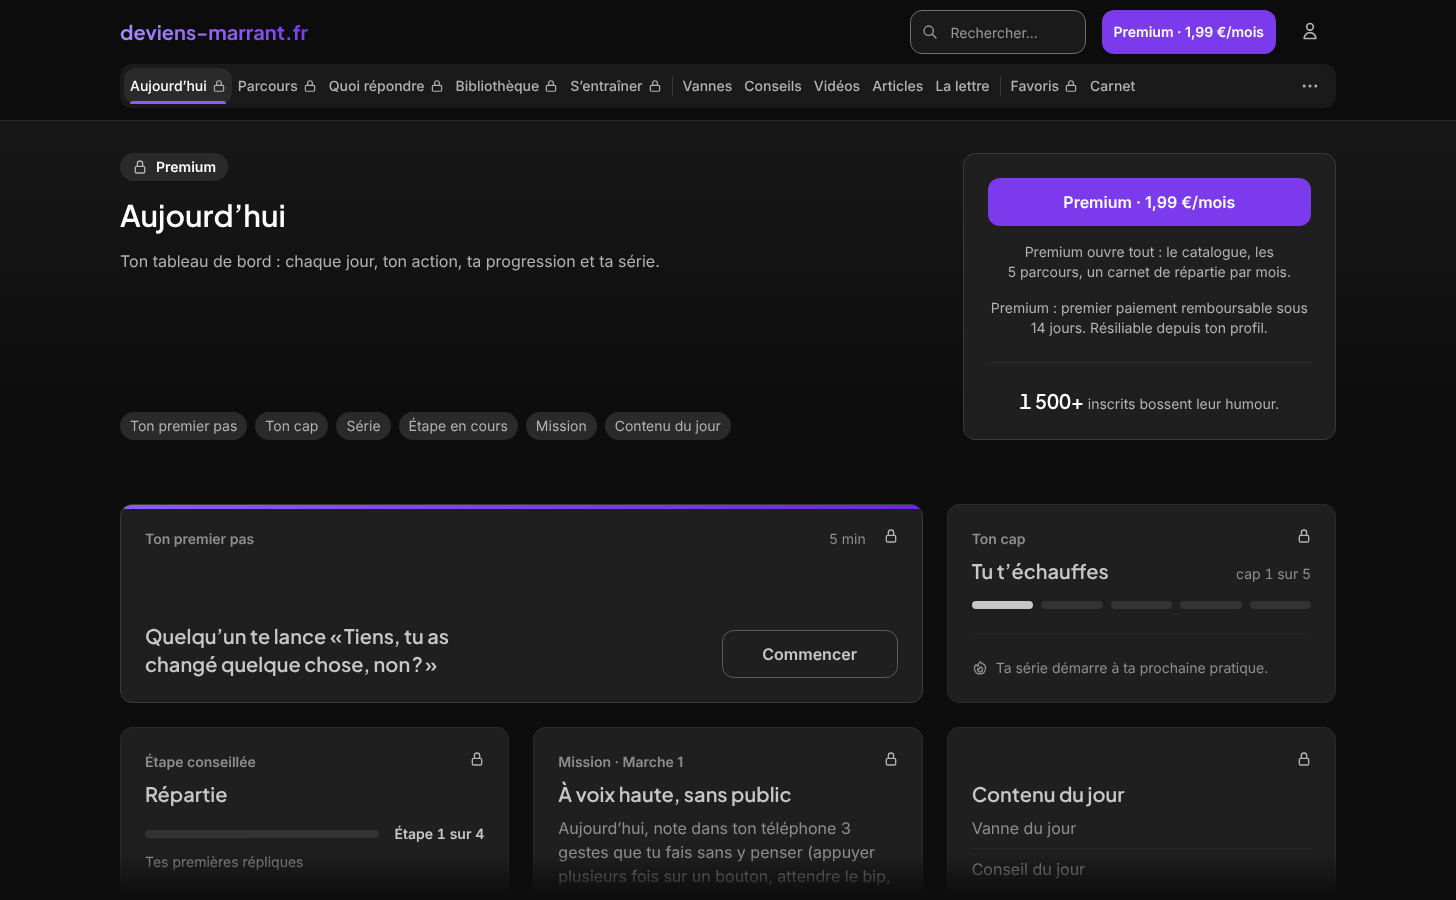 deviens-marrant.fr
Rechercher...
Premium · 1,99 €/mois
Aujourd’hui
Parcours
Quoi répondre
Bibliothèque
S’entraîner
Vannes
Conseils
Vidéos
Articles
La lettre
Favoris
Carnet
Premium
Aujourd’hui
Ton tableau de bord : chaque jour, ton action, ta progression et ta série.
Ton premier pas
Ton cap
Série
Étape en cours
Mission
Contenu du jour
Premium · 1,99 €/mois
Premium ouvre tout : le catalogue, les
5 parcours, un carnet de répartie par mois.
Premium : premier paiement remboursable sous
14 jours. Résiliable depuis ton profil.
1 500+ inscrits bossent leur humour.
Ton premier pas
5 min
Quelqu’un te lance « Tiens, tu as
changé quelque chose, non ? »
Commencer
Ton cap
Tu t’échauffes
cap 1 sur 5
Ta série démarre à ta prochaine pratique.
Étape conseillée
Répartie
Étape 1 sur 4
Tes premières répliques
Mission · Marche 1
À voix haute, sans public
Aujourd’hui, note dans ton téléphone 3
gestes que tu fais sans y penser (appuyer
plusieurs fois sur un bouton, attendre le bip,
Contenu du jour
Vanne du jour
Conseil du jour